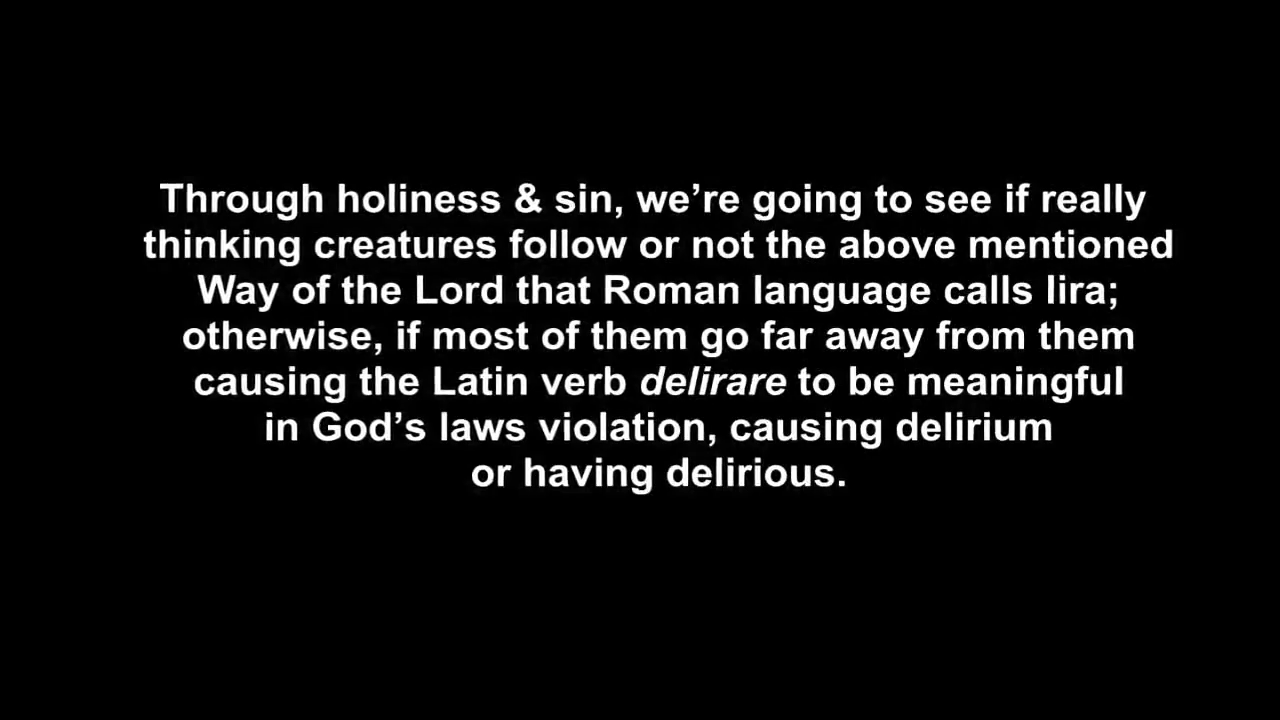 Through holiness & sin, we’re going to see if really
thinking creatures follow or not the above mentioned
Way of the Lord that Roman language calls lira;
otherwise, if most of them go far away from them
causing the Latin verb delirare to be meaningful
in God’s laws violation, causing delirium
or having delirious.